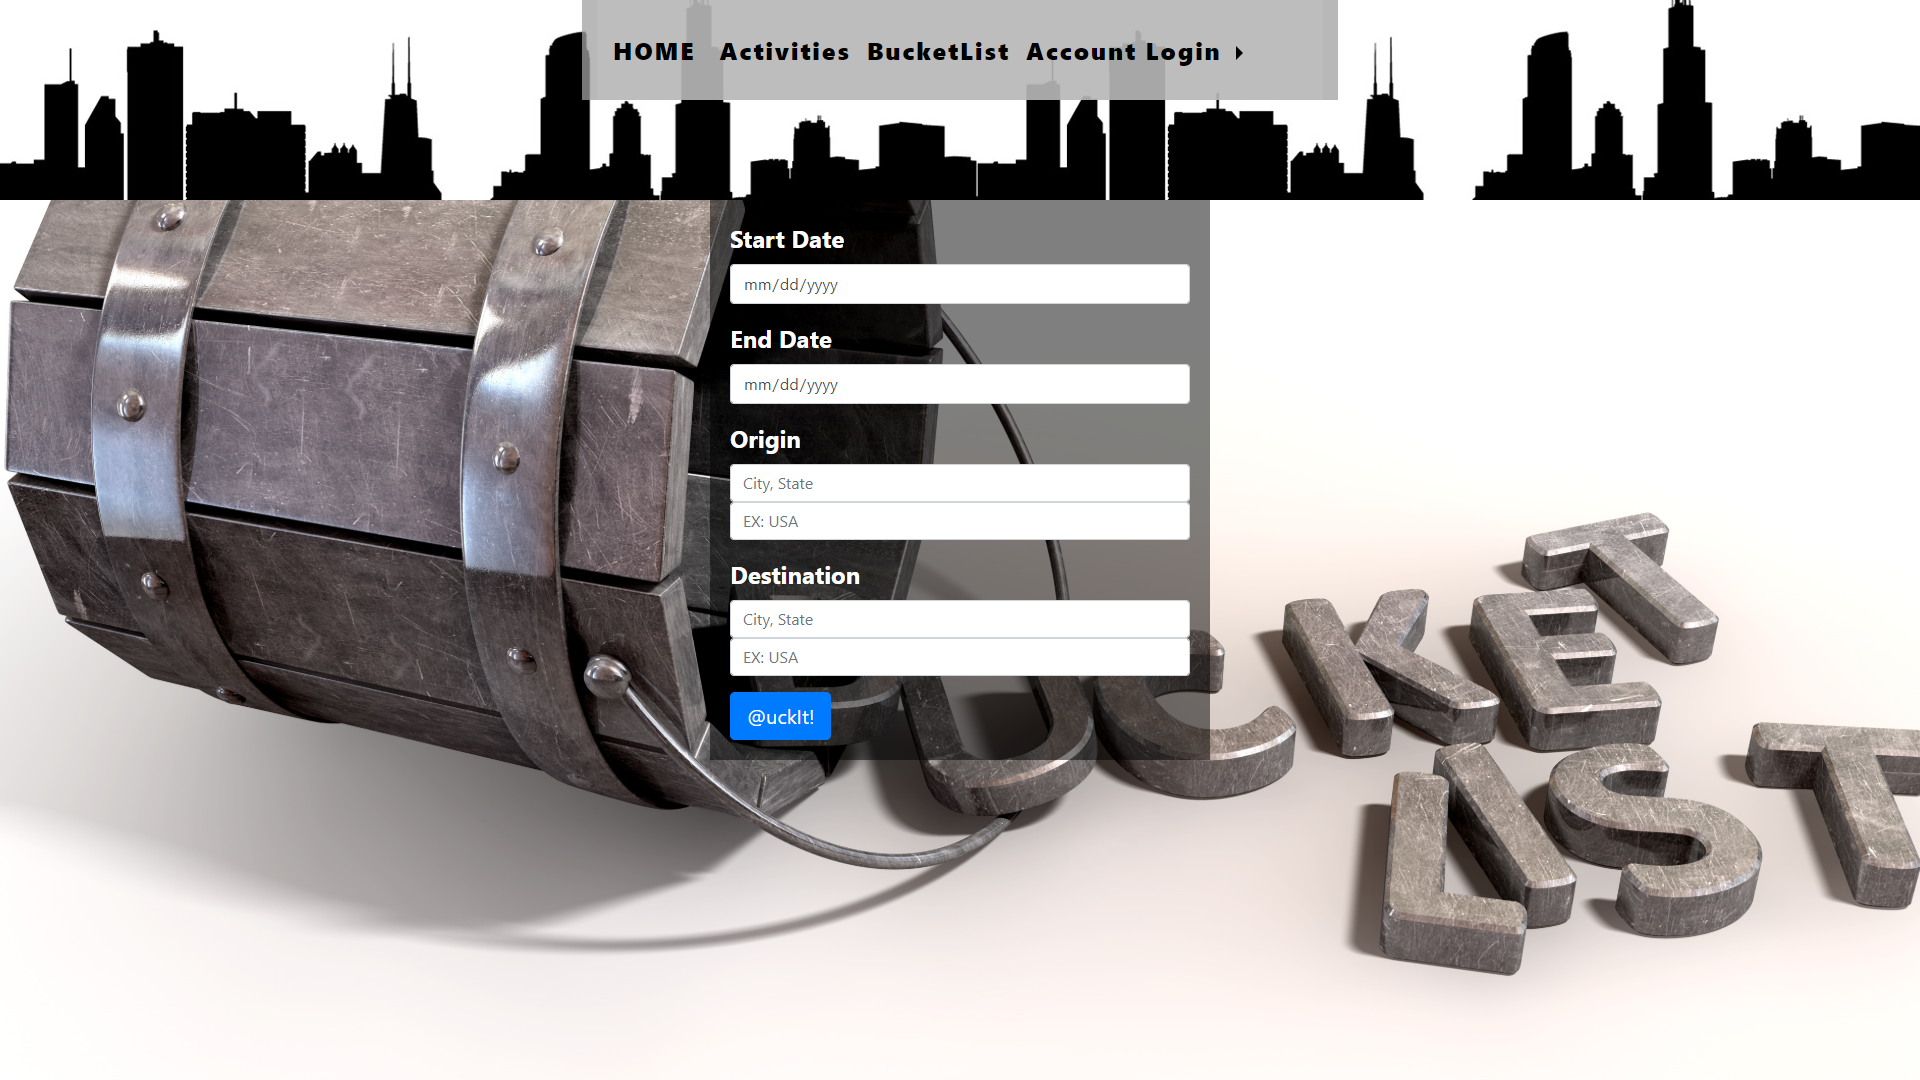 HOME Activities BucketList Account Login
Start Date
mm/dd/yyyy
End Date
mm/dd/yyyy
Origin
City, State
EX: USA
Destination
City, State
EX: USA
@uckIt!
BUCKET
LIST